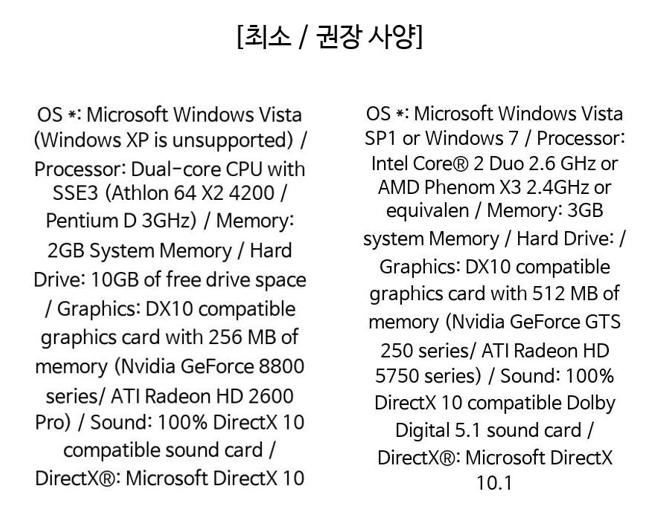 [최소 / 권장 사양]
OS *: Microsoft Windows Vista
(Windows XP is unsupported) /
Processor: Dual-core CPU with
SSE3 (Athlon 64 X2 4200 /
Pentium D 3GHz) / Memory:
2GB System Memory / Hard
Drive: 10GB of free drive space
/ Graphics: DX10 compatible
graphics card with 256 MB of
memory (Nvidia GeForce 8800
series/ ATI Radeon HD 2600
Pro) / Sound: 100% DirectX 10
compatible sound card /
DirectX®: Microsoft DirectX 10
OS *: Microsoft Windows Vista
SP1 or Windows 7 / Processor:
Intel Core® 2 Duo 2.6 GHz or
AMD Phenom X3 2.4GHz or
equivalen / Memory: 3GB
system Memory / Hard Drive: /
Graphics: DX10 compatible
graphics card with 512 MB of
memory (Nvidia GeForce GTS
250 series/ ATI Radeon HD
5750 series) / Sound: 100%
DirectX 10 compatible Dolby
Digital 5.1 sound card /
DirectX®: Microsoft DirectX
10.1